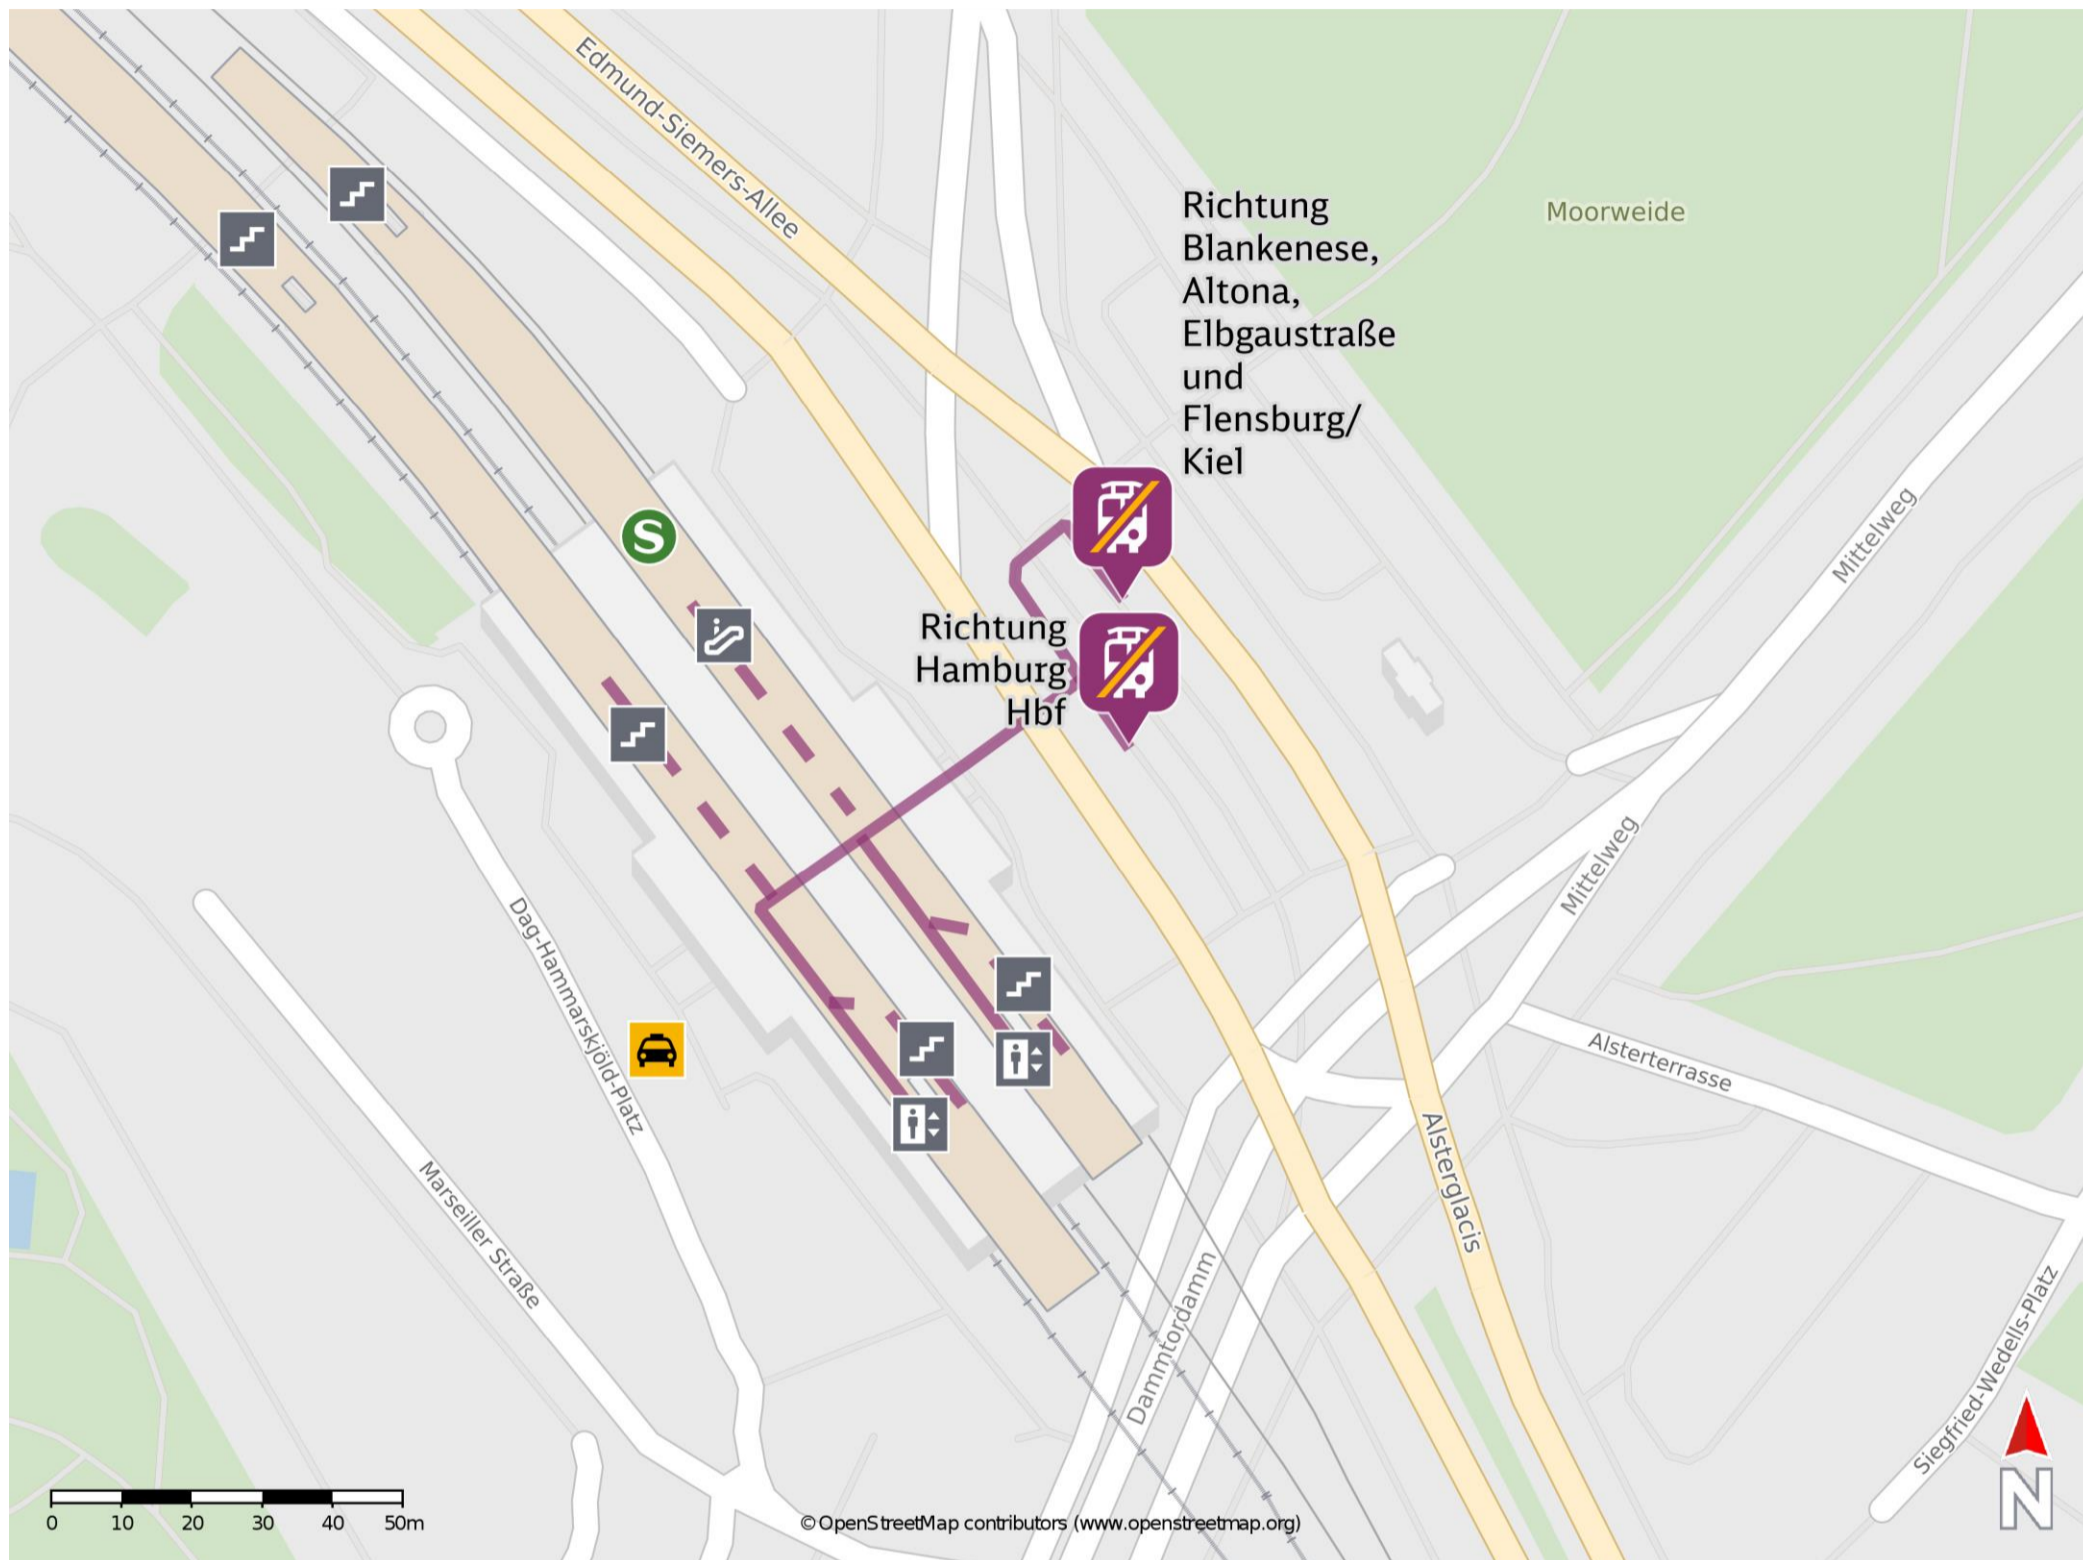 Edmund-Siemers-Allee
Moorweide
Richtung
Blankenese,
Altona,
Elbgaustraße
und
Flensburg/
Kiel
S
Richtung
Hamburg
Hbf
Mittelweg
Mittelweg
Dag-Hammarskjöld-Platz
Alsterterrasse
Alsterglacis
Marseiller Straße
Dammtordamm
Siegfried-Wedells-Platz
N
0 10 20 30 40 50m
©OpenStreetMap contributors (www.openstreetmap.org)